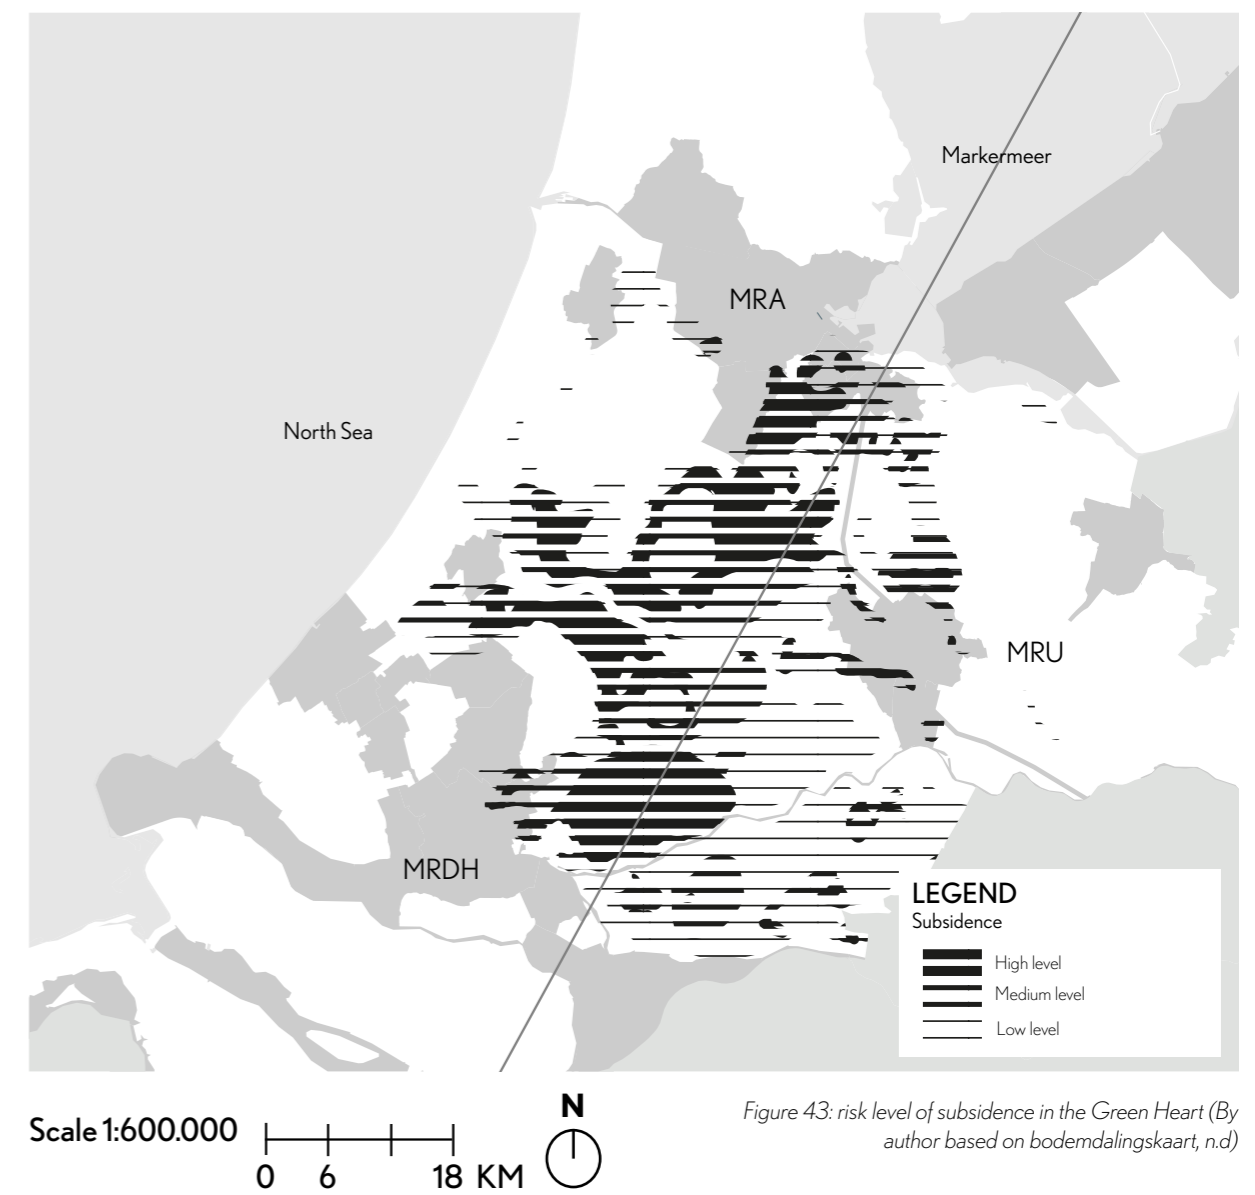 Markermeer
MRA
North Sea
MRU
MRDH
LEGEND
Subsidence
High level
Medium level
Low level
Scale 1:600.000
0 6 18 KM
N
Figure 43: risk level of subsidence in the Green Heart (By
author based on bodemdalingskaart, n.d)